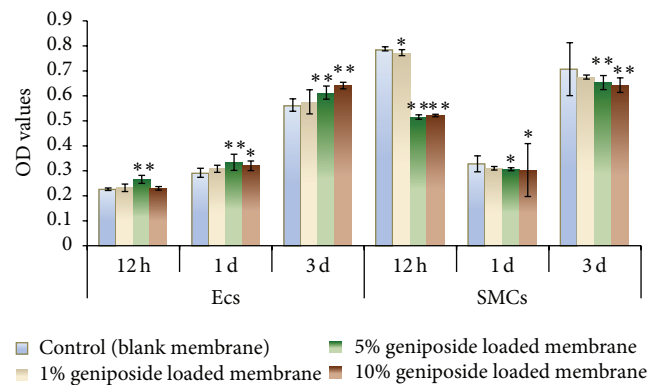 0.9
0.8
0.7
0.6
0.5
0.4
0.3
0.2
0.1
0
OD values
**
**
*
**
**
*
**
**
*
*
**
**
12 h
1 d
3 d
12 h
1 d
3 d
Ecs
SMCs
Control (blank membrane)
1% geniposide loaded membrane
5% geniposide loaded membrane
10% geniposide loaded membrane